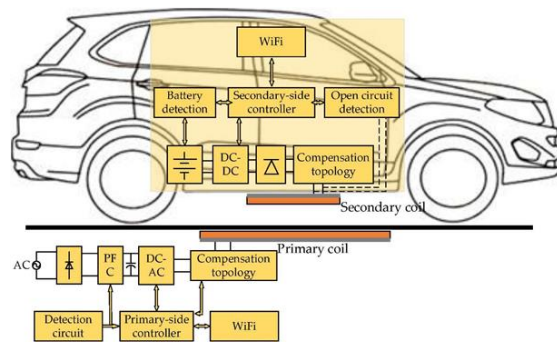 WiFi
Battery
detection
Secondary-side
controller
Open circuit
detection
DC-
DC
Compensation
topology
Secondary coil
Primary coil
AC
PF
C
DC-
AC
Compensation
topology
Detection
circuit
Primary-side
controller
WiFi